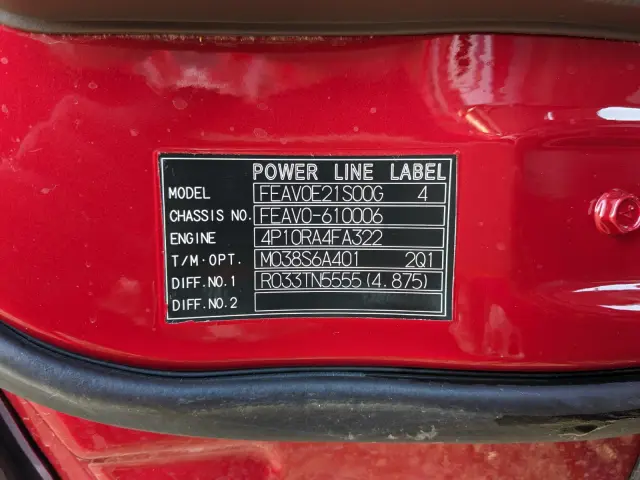 POWER LINE LABEL
MODEL FEAV0E21S00G 4
CHASSIS NO. FEAV0-610006
ENGINE 4P10RA4FA322
T/M·OPT. M038S6A401 2Q1
DIFF.NO.1 R033TN5555(4.875)
DIFF.NO.2